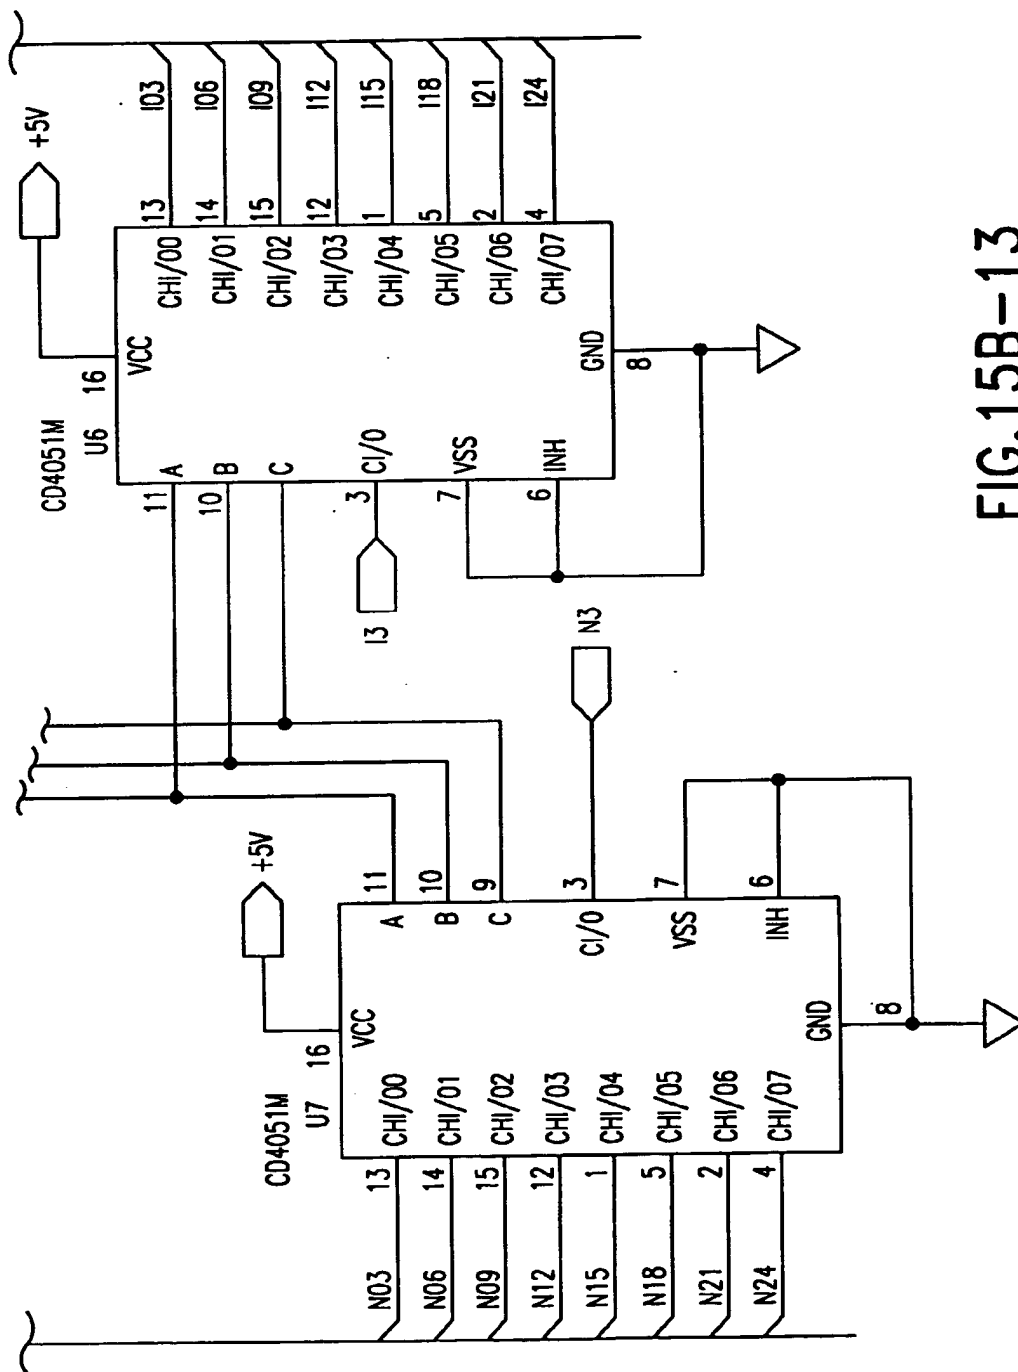 CD4051M
U6
16
VCC
+5V
11
A
10
B
C
3
CI/0
I3
7
VSS
6
INH
GND
8
CHI/00
13
I03
CHI/01
14
I06
CHI/02
15
I09
CHI/03
12
I12
CHI/04
1
I15
CHI/05
5
I18
CHI/06
2
I21
CHI/07
4
I24
CD4051M
U7
16
VCC
+5V
N03
13
CHI/00
N06
14
CHI/01
N09
15
CHI/02
N12
12
CHI/03
N15
1
CHI/04
N18
5
CHI/05
N21
2
CHI/06
N24
4
CHI/07
A
11
B
10
C
9
CI/0
3
N3
VSS
7
INH
6
GND
8
FIG.15B-13